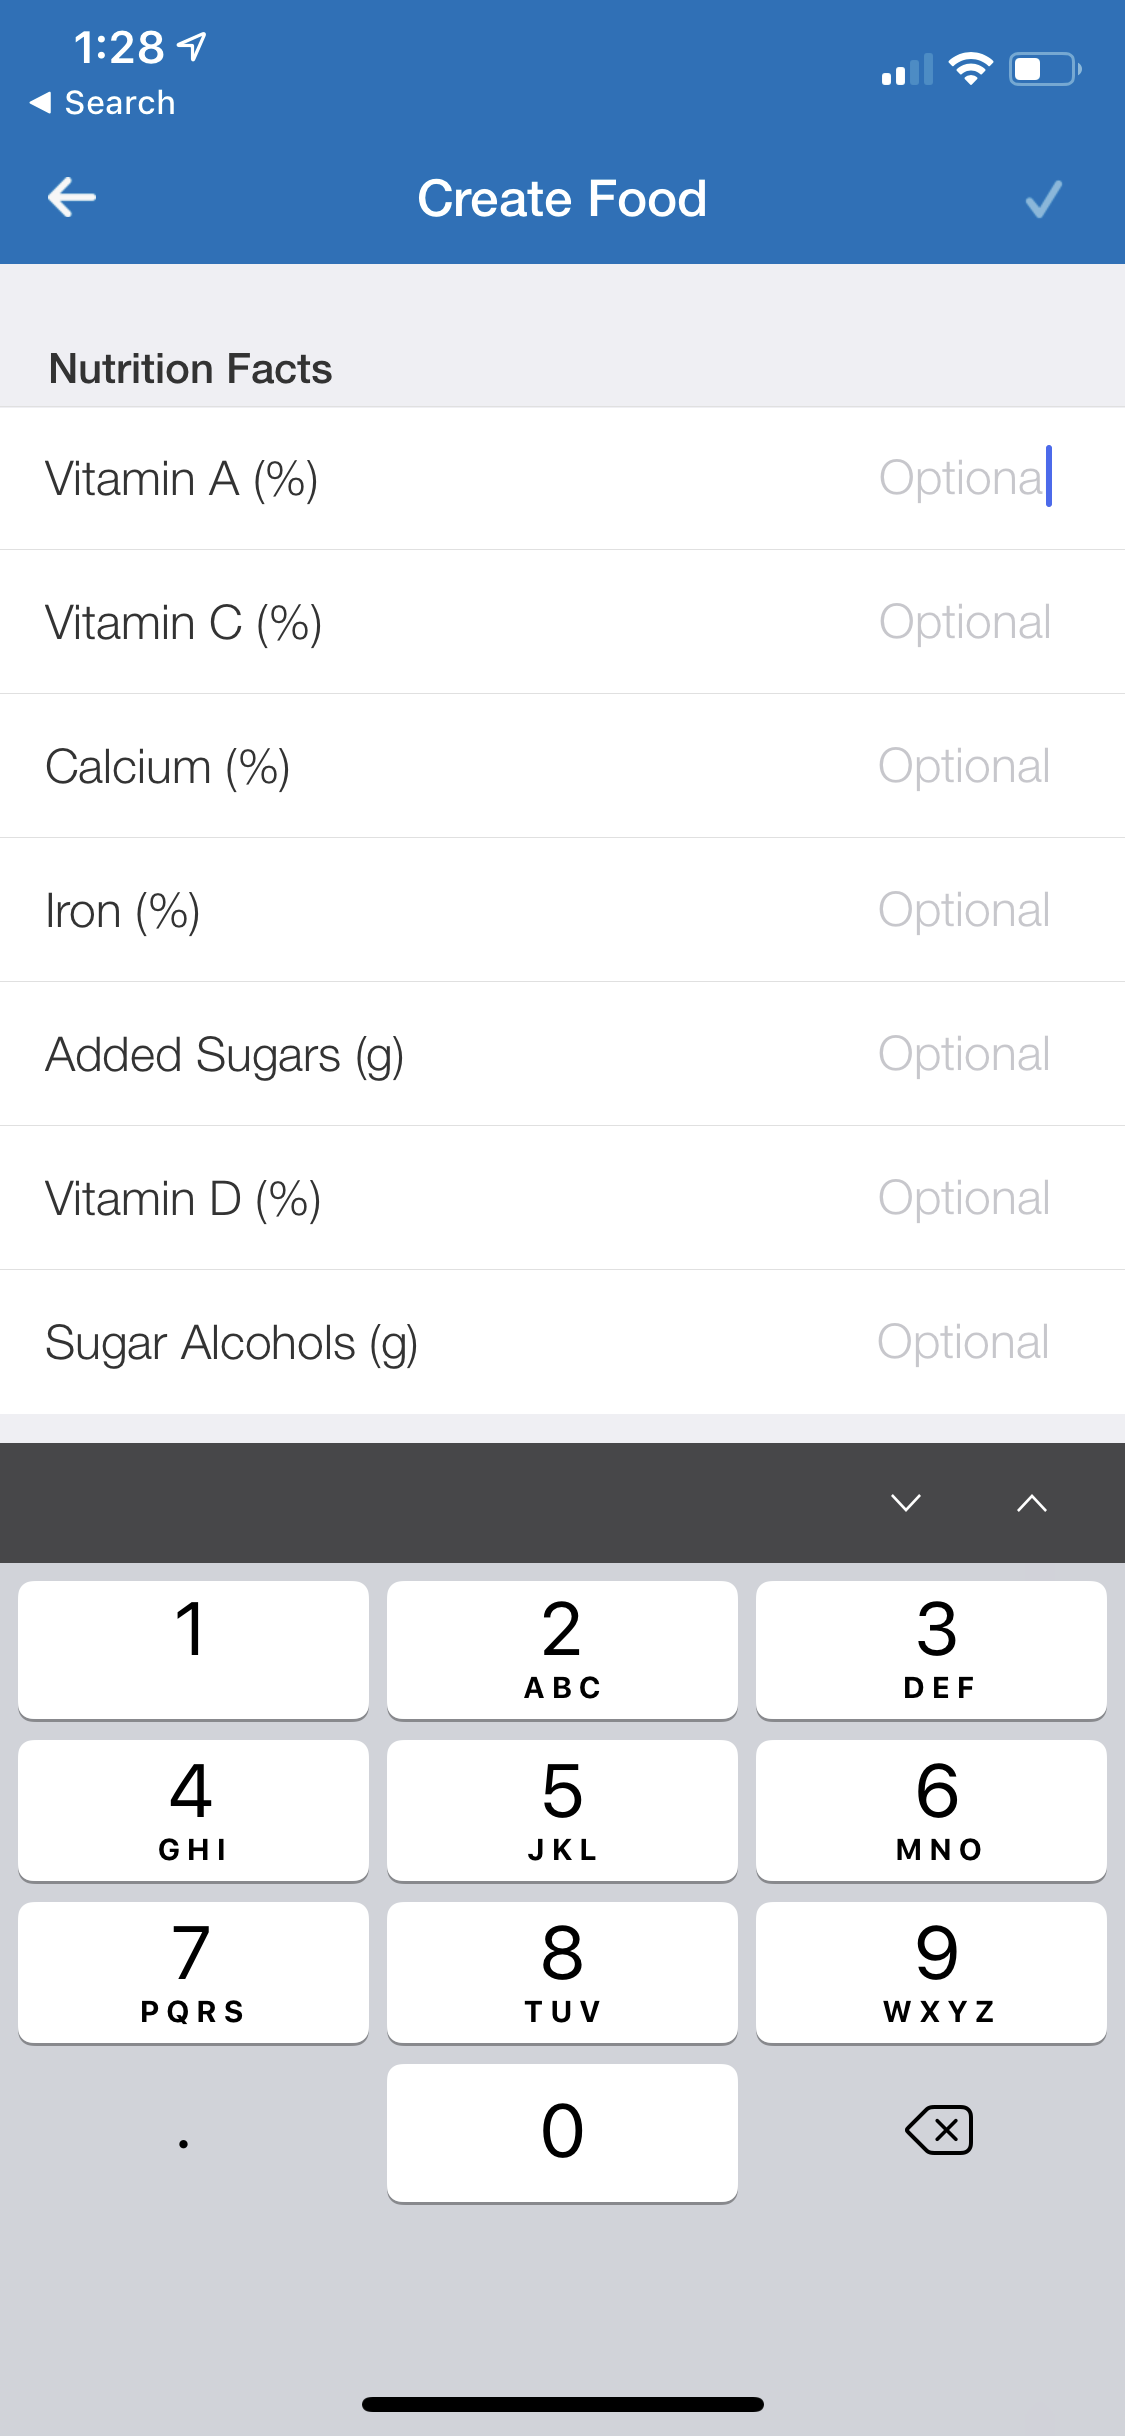 1:28
Search
Create Food
Nutrition Facts
Vitamin A (%) Optional
Vitamin C (%) Optional
Calcium (%) Optional
Iron (%) Optional
Added Sugars (g) Optional
Vitamin D (%) Optional
Sugar Alcohols (g) Optional
1 2 3
ABC DEF
4 5 6
GHI JKL MNO
7 8 9
PQRS TUV WXYZ
. 0